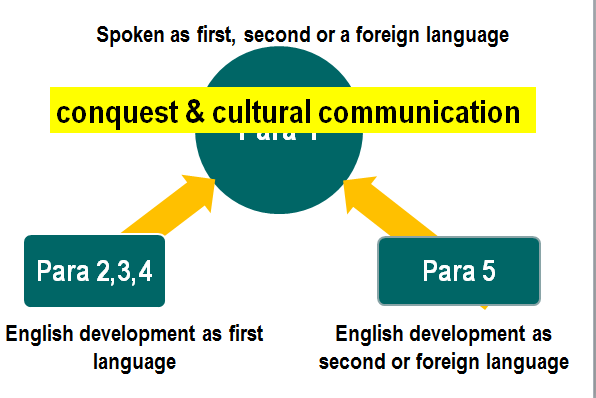 Spoken as first, second or a foreign language
conquest & cultural communication
Para 2,3,4
Para 5
English development as first
language
English development as
second or foreign language